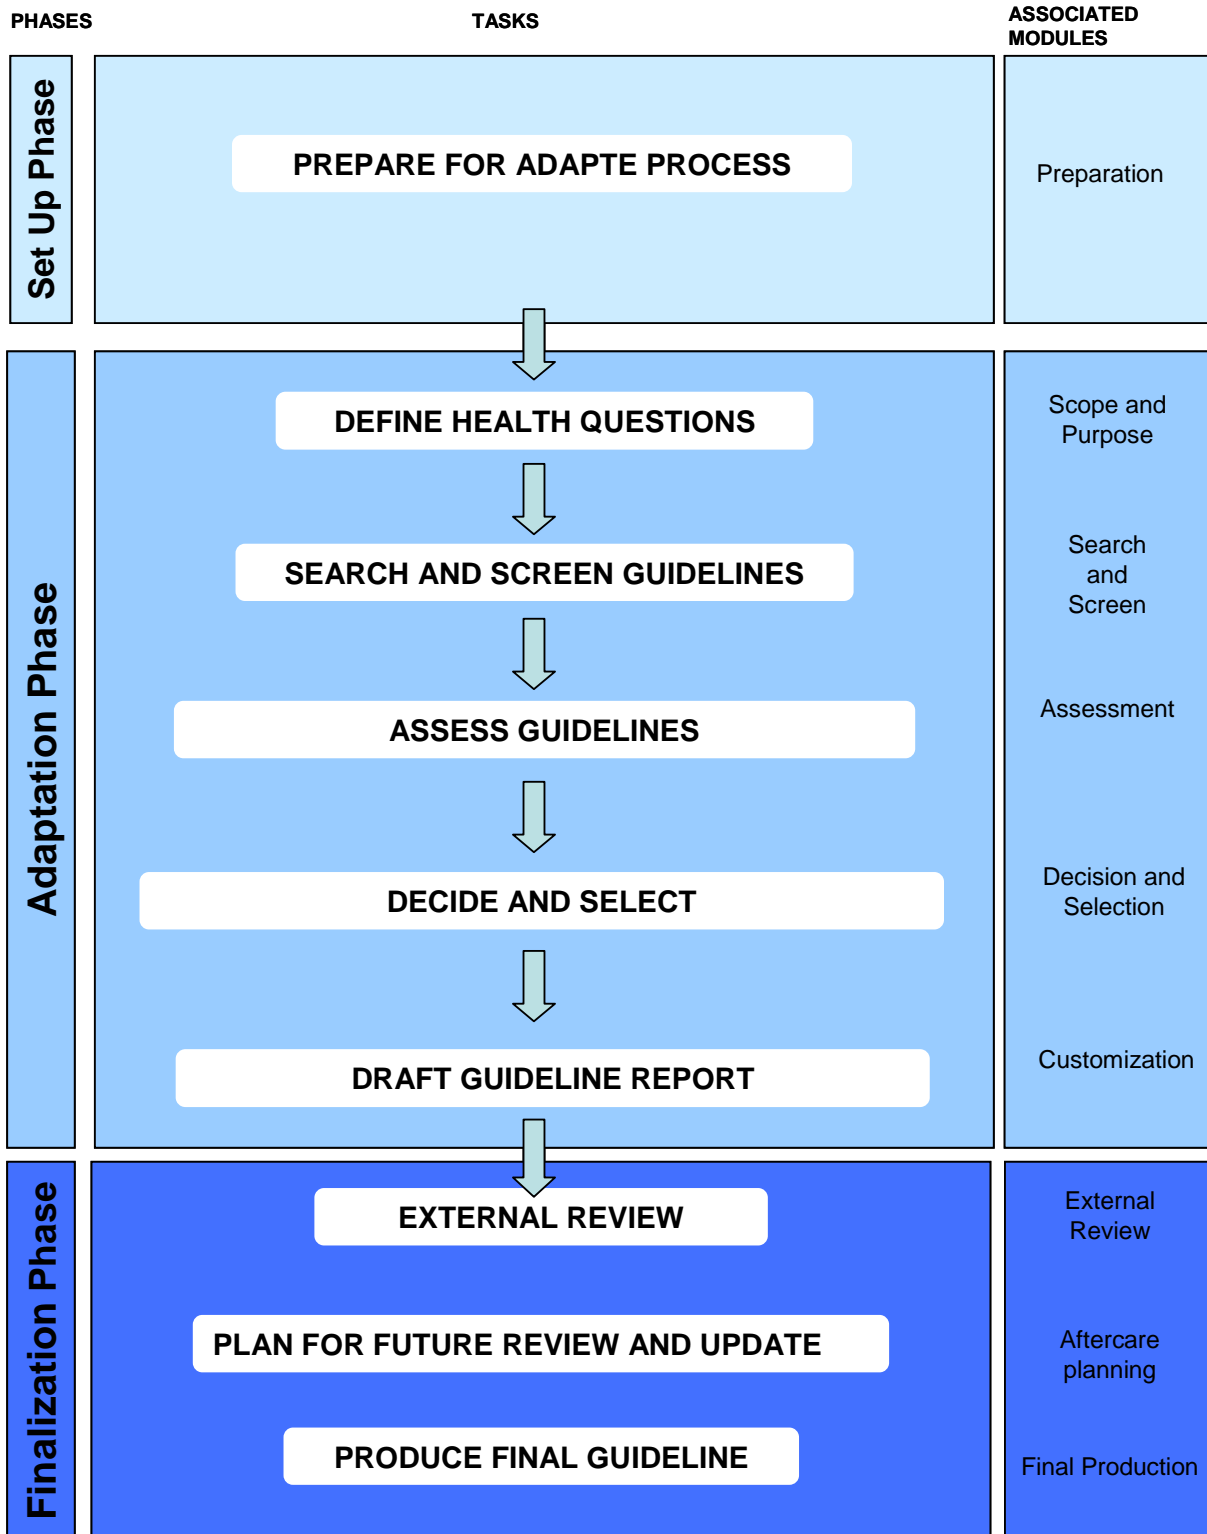 PHASES
TASKS
ASSOCIATED
MODULES
Set Up Phase
PREPARE FOR ADAPTE PROCESS
Preparation
Adaptation Phase
DEFINE HEALTH QUESTIONS
Scope and
Purpose
SEARCH AND SCREEN GUIDELINES
Search
and
Screen
ASSESS GUIDELINES
Assessment
DECIDE AND SELECT
Decision and
Selection
DRAFT GUIDELINE REPORT
Customization
Finalization Phase
EXTERNAL REVIEW
External
Review
PLAN FOR FUTURE REVIEW AND UPDATE
Aftercare
planning
PRODUCE FINAL GUIDELINE
Final Production